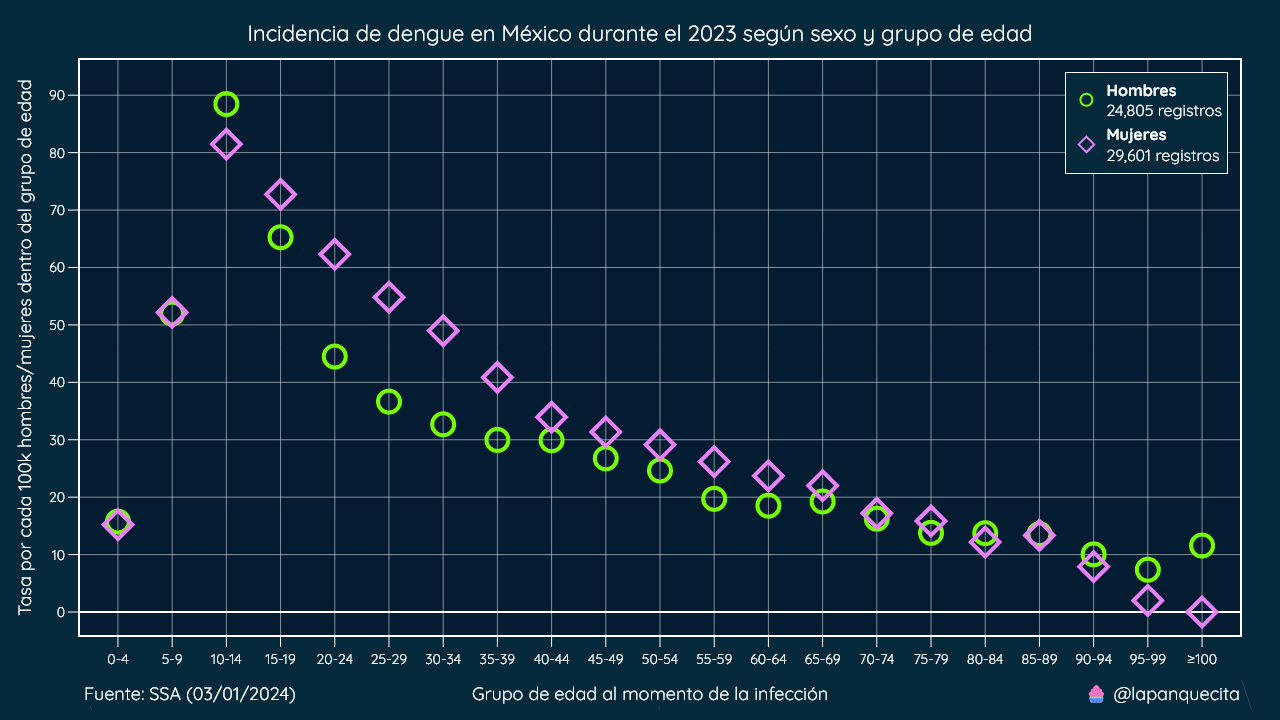 Incidencia de dengue en México durante el 2023 según sexo y grupo de edad
Tasa por cada 100k hombres/mujeres dentro del grupo de edad
90
80
70
60
50
40
30
20
10
0
Hombres
24,805 registros
Mujeres
29,601 registros
0-4 5-9 10-14 15-19 20-24 25-29 30-34 35-39 40-44 45-49 50-54 55-59 60-64 65-69 70-74 75-79 80-84 85-89 90-94 95-99 ≥100
Fuente: SSA (03/01/2024) Grupo de edad al momento de la infección @lapanquecita